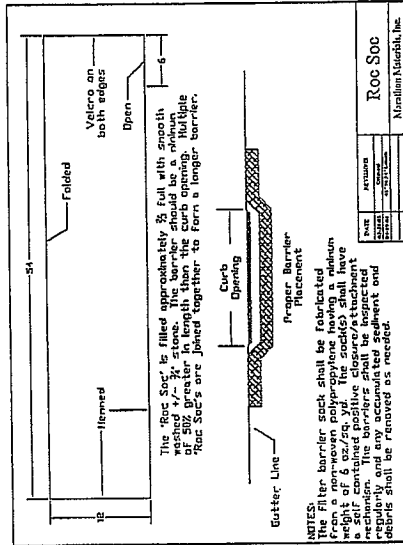 54
Folded
Velcro on
both edges
Open
6
Hemmed
12
The 'Roc Soc' is filled approximately ⅔ full with smooth
washed +/- ¾' stone. The barrier should be a minimum
of 50% greater in length than the curb opening. Multiple
'Roc Soc's are joined together to form a longer barrier.
Curb
Opening
Gutter Line
Proper Barrier
Placement
NOTES:
The filter barrier sock shall be fabricated
from a non-woven polypropylene having a minimum
weight of 6 oz./sq. yd. The sock(s) shall have
a self contained positive closure/attachment
mechanism. The barriers shall be inspected
regularly and any accumulated sediment and
debris shall be removed as needed.
DATE
REVISIONS
Roc Soc
Marathon Materials, Inc.